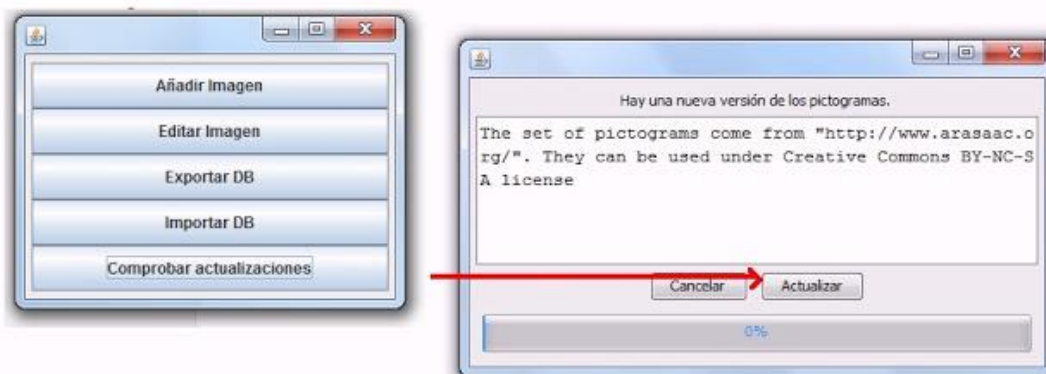 Añadir Imagen
Editar Imagen
Exportar DB
Importar DB
Comprobar actualizaciones
Hay una nueva versión de los pictogramas.
The set of pictograms come from "http://www.arasaac.o
rg/". They can be used under Creative Commons BY-NC-S
A license
Cancelar Actualizar
0%